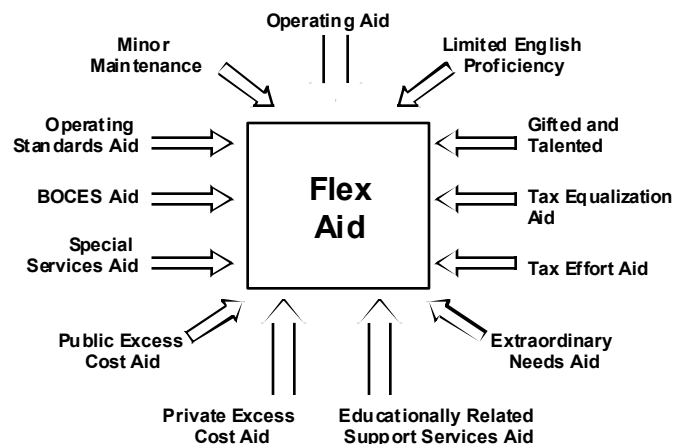 Operating Aid
Minor
Maintenance
Limited English
Proficiency
Operating
Standards Aid
Gifted and
Talented
Flex
Aid
BOCES Aid
Tax Equalization
Aid
Special
Services Aid
Tax Effort Aid
Public Excess
Cost Aid
Extraordinary
Needs Aid
Private Excess
Cost Aid
Educationally Related
Support Services Aid